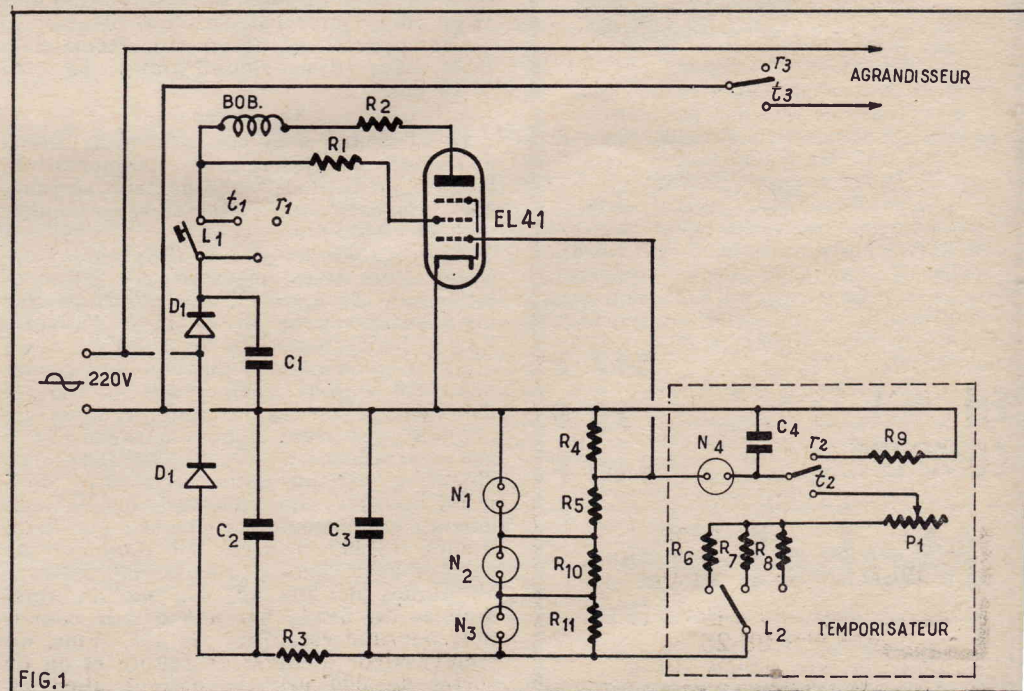 r3
t3
AGRANDISSEUR
BOB.
R2
R1
t1
r1
EL41
L1
D1
C1
220V
C4
r2
R9
R4
N4
t2
D1
N1
R5
P1
C2
C3
R6
R7
R8
N2
R10
N3
R11
L2
TEMPORISATEUR
R3
FIG.1